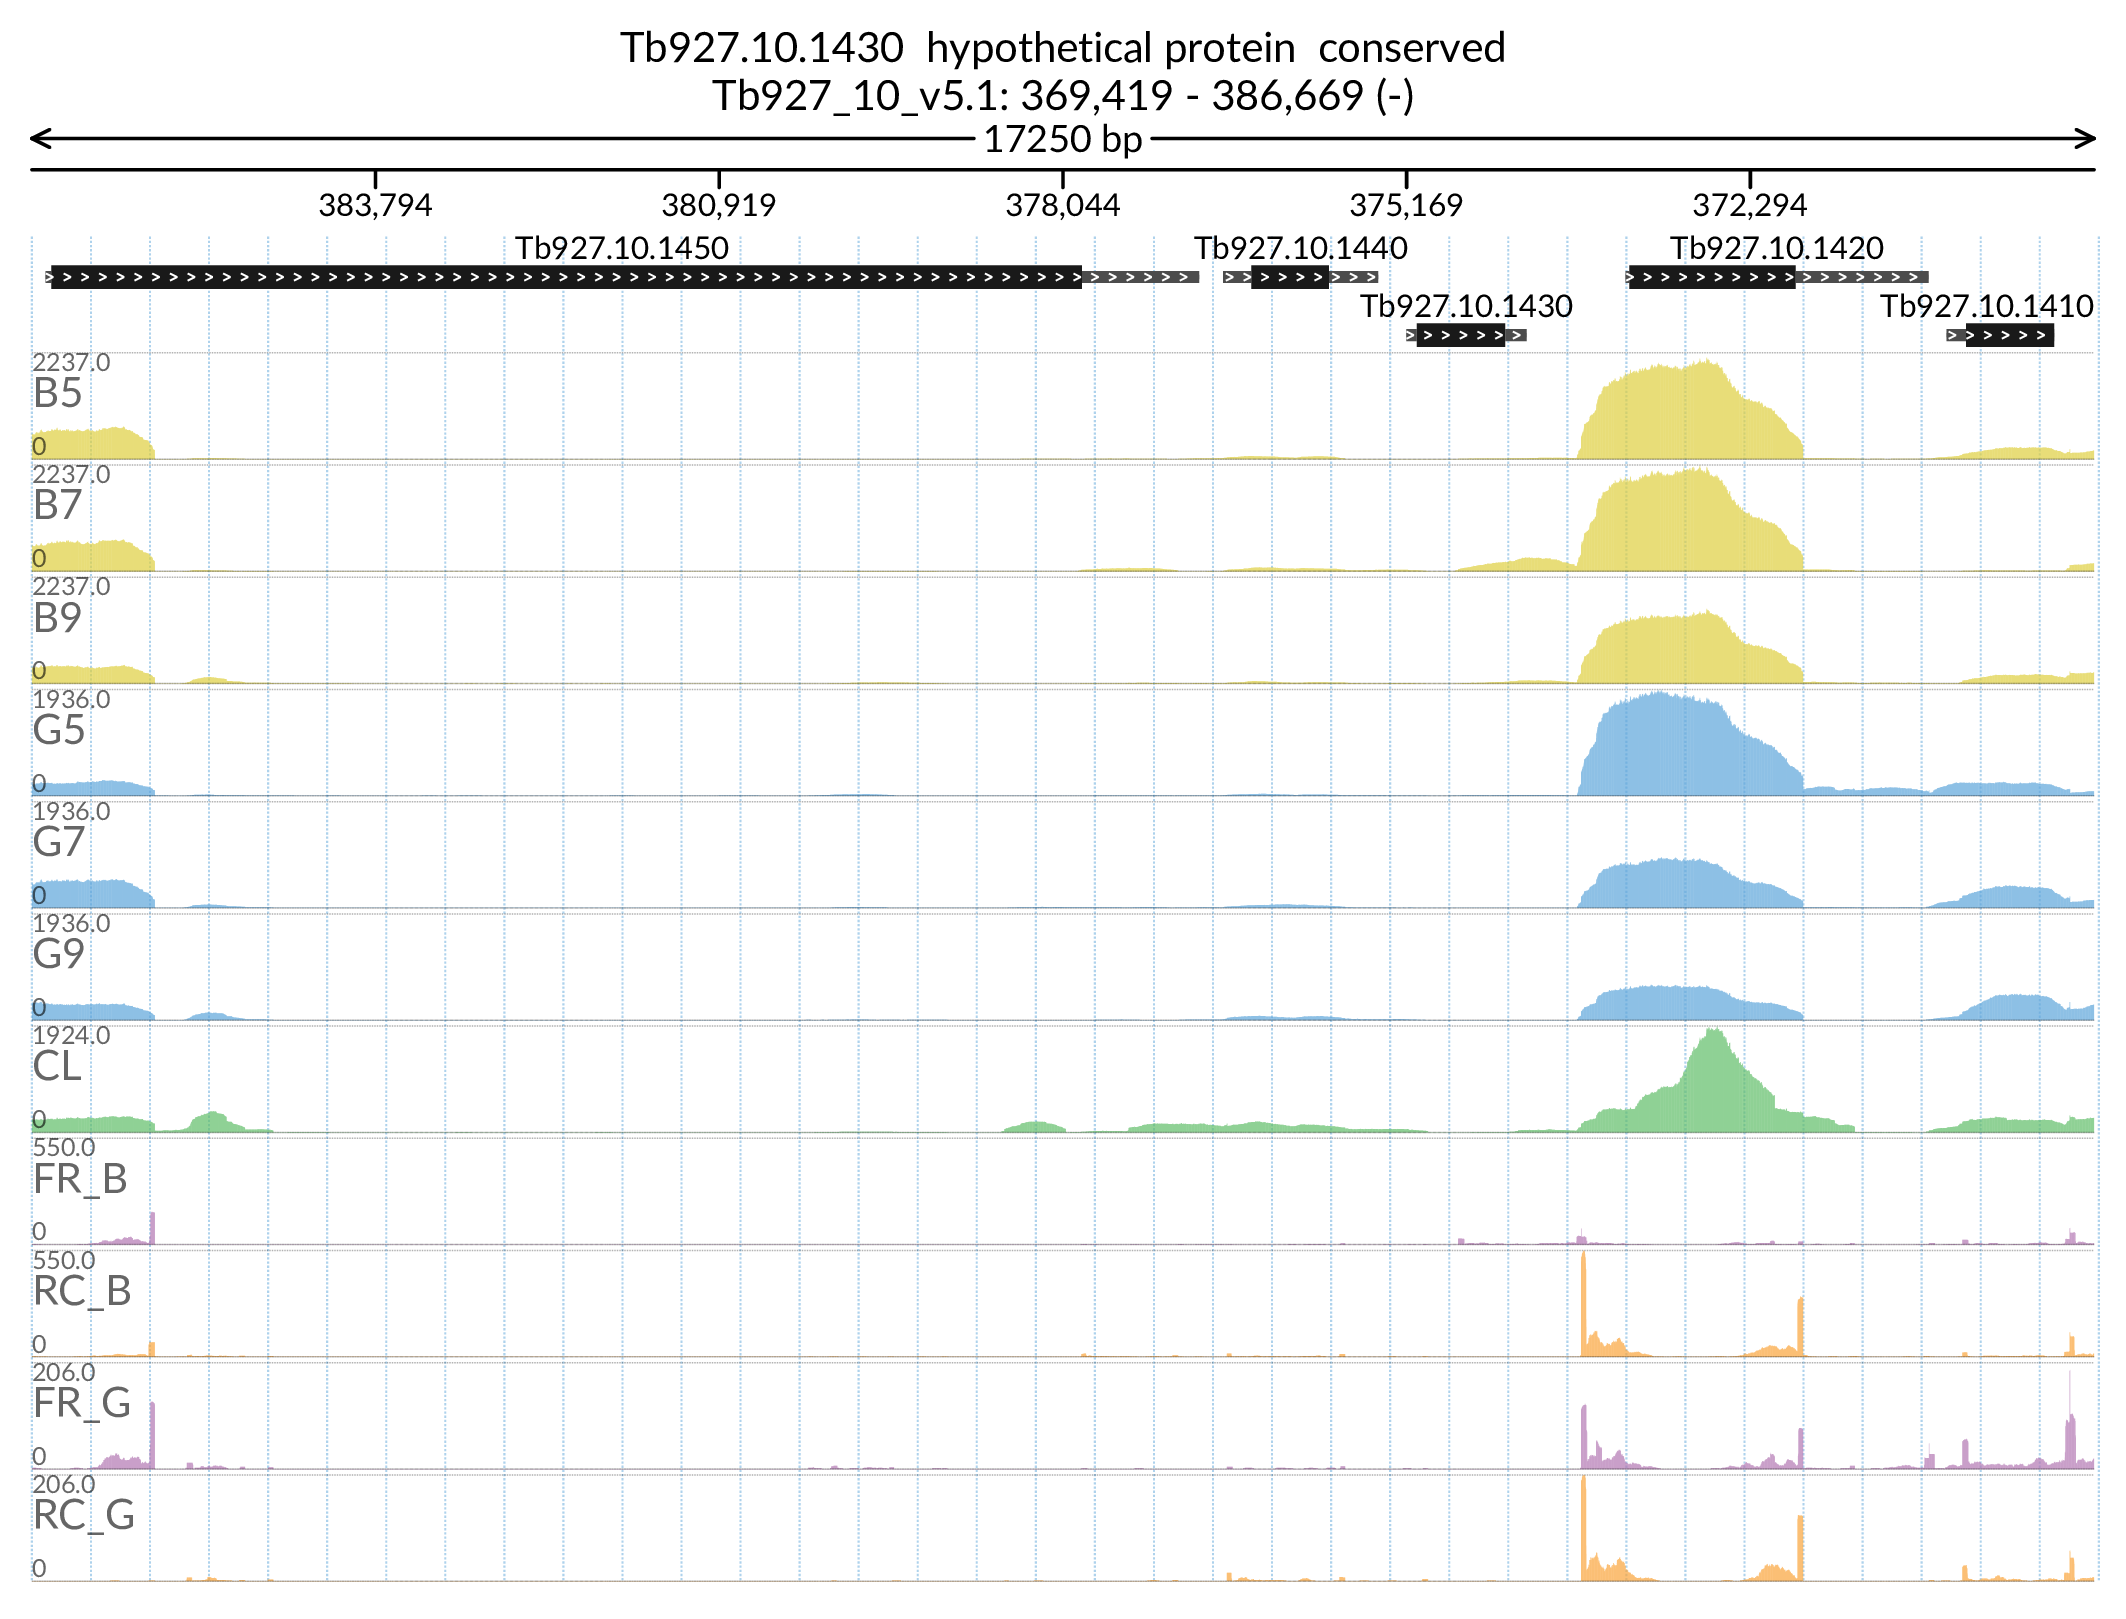 Tb927.10.1430  hypothetical protein  conserved
Tb927_10_v5.1: 369,419 - 386,669 (-)
17250 bp
383,794 380,919 378,044 375,169 372,294
Tb927.10.1450 Tb927.10.1440 Tb927.10.1420
Tb927.10.1430 Tb927.10.1410
2237.0
B5
0
2237.0
B7
0
2237.0
B9
0
1936.0
G5
0
1936.0
G7
0
1936.0
G9
0
1924.0
CL
0
550.0
FR_B
0
550.0
RC_B
0
206.0
FR_G
0
206.0
RC_G
0